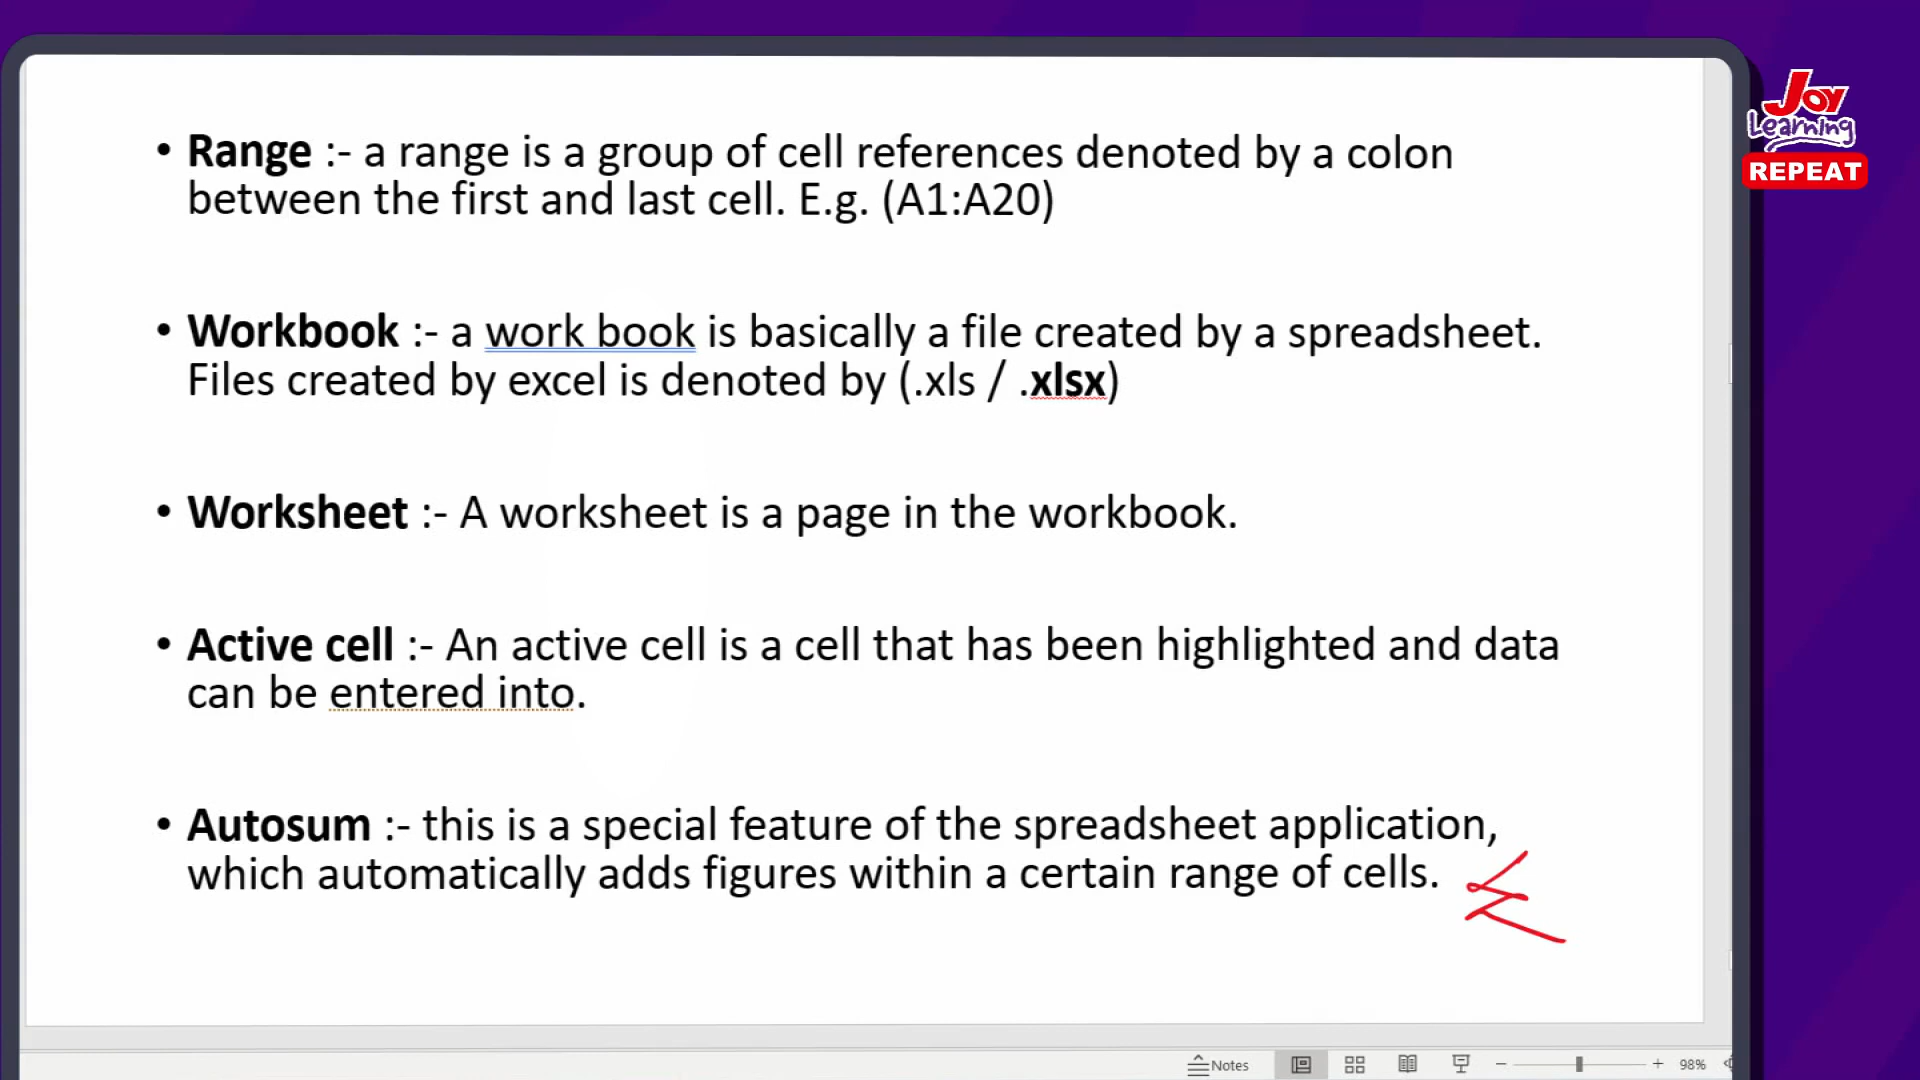 Joy
Learning
REPEAT
• Range :- a range is a group of cell references denoted by a colon
between the first and last cell. E.g. (A1:A20)
• Workbook :- a work book is basically a file created by a spreadsheet.
Files created by excel is denoted by (.xls / .xlsx)
• Worksheet :- A worksheet is a page in the workbook.
• Active cell :- An active cell is a cell that has been highlighted and data
can be entered into.
• Autosum :- this is a special feature of the spreadsheet application,
which automatically adds figures within a certain range of cells.
Notes
98%